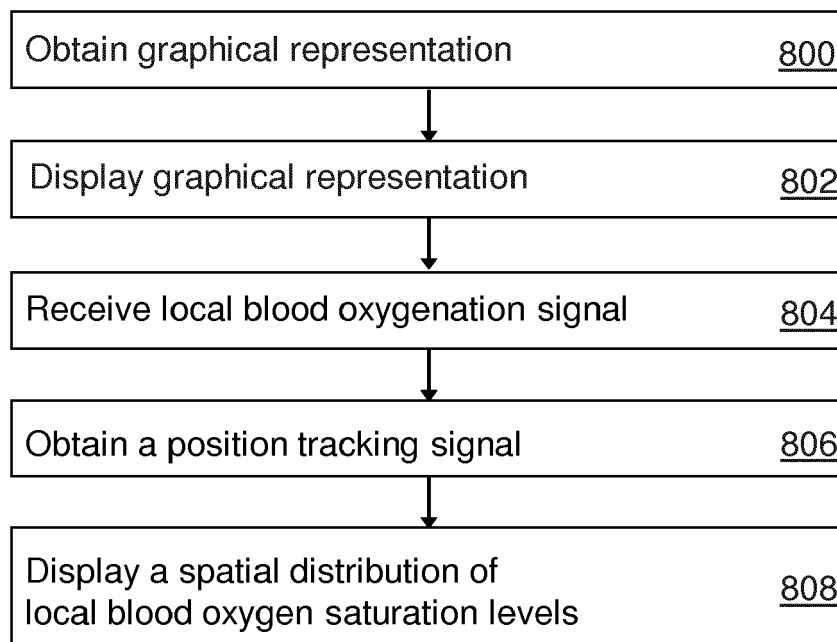 Obtain graphical representation 800
Display graphical representation 802
Receive local blood oxygenation signal 804
Obtain a position tracking signal 806
Display a spatial distribution of
local blood oxygen saturation levels 808